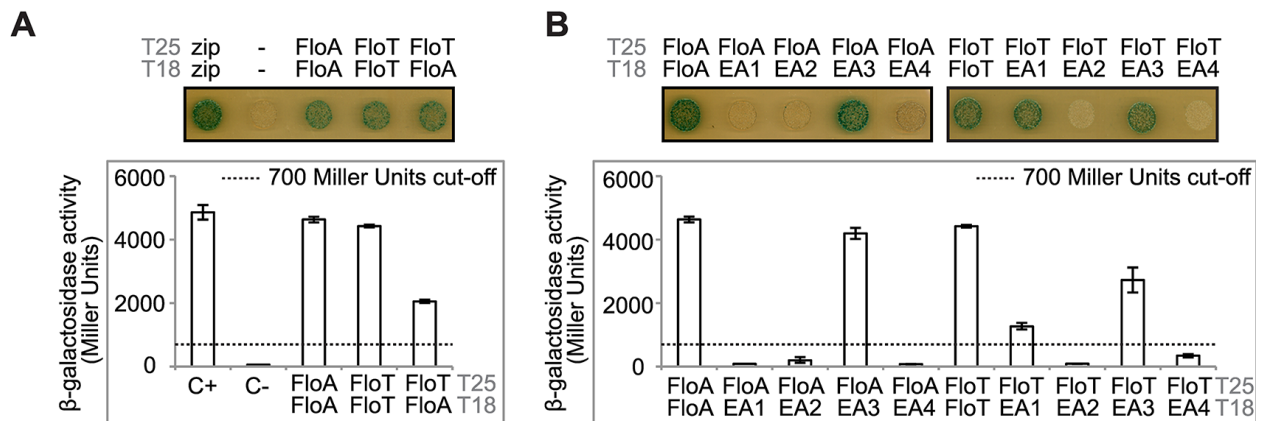 A
T25 zip - FloA FloT FloT
T18 zip - FloA FloT FloA
6000
4000
2000
0
β-galactosidase activity
(Miller Units)
700 Miller Units cut-off
C+ C- FloA FloT FloT T25
FloA FloT FloA T18
B
T25 FloA FloA FloA FloA FloA FloT FloT FloT FloT FloT
T18 FloA EA1 EA2 EA3 EA4 FloT EA1 EA2 EA3 EA4
6000
4000
2000
0
β-galactosidase activity
(Miller Units)
700 Miller Units cut-off
FloA FloA FloA FloA FloA FloT FloT FloT FloT FloT T25
FloA EA1 EA2 EA3 EA4 FloT EA1 EA2 EA3 EA4 T18